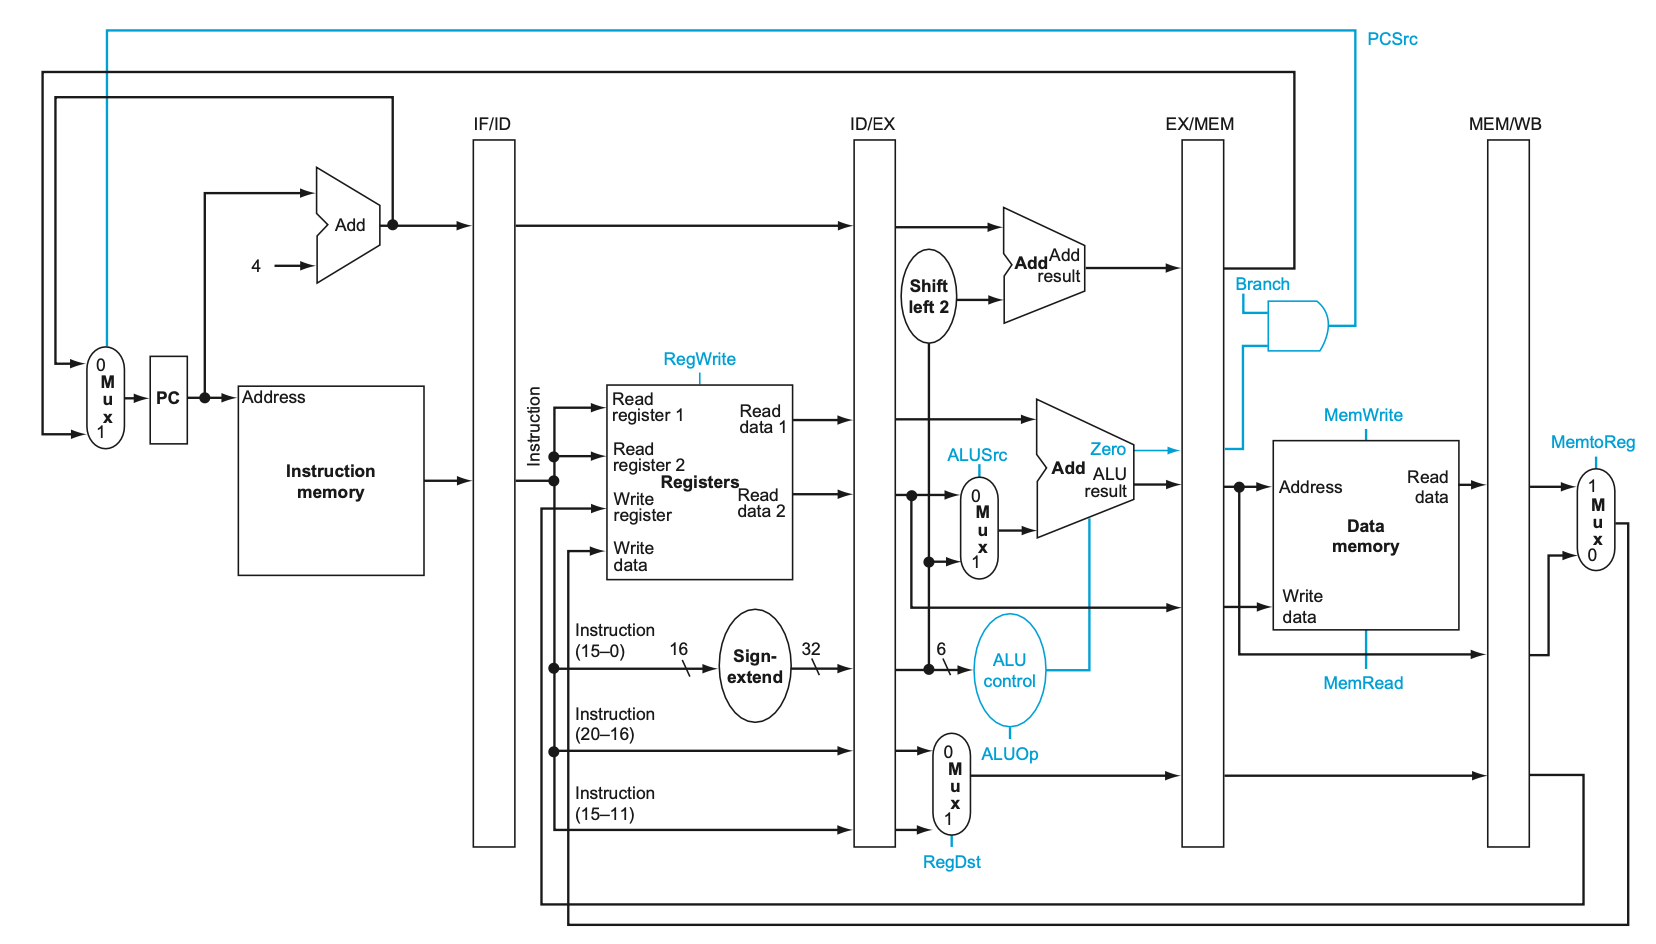 PCSrc
IF/ID
ID/EX
EX/MEM
MEM/WB
Add
4
Add
Add
result
Shift
left 2
Branch
0
M
u
x
1
PC
Address
Instruction
memory
Instruction
RegWrite
Read
register 1
Read
register 2
Write
register
Write
data
Registers
Read
data 1
Read
data 2
ALUSrc
0
M
u
x
1
Zero
Add
ALU
result
MemWrite
Address
Read
data
Data
memory
Write
data
MemRead
MemtoReg
1
M
u
x
0
Instruction
(15–0)
16
Sign-
extend
32
6
ALU
control
ALUOp
Instruction
(20–16)
Instruction
(15–11)
0
M
u
x
1
RegDst